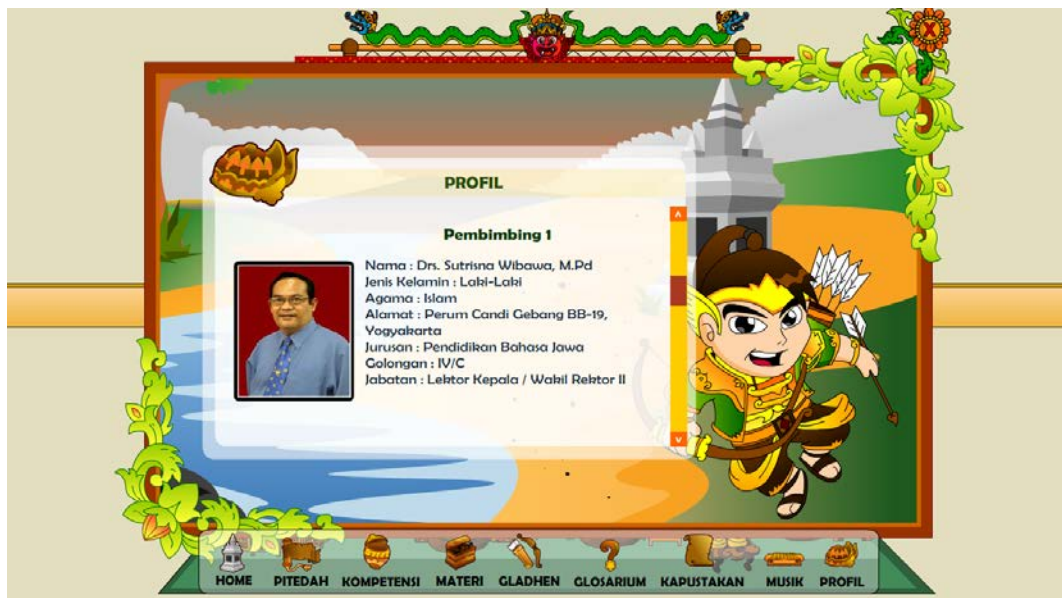 X
PROFIL
Pembimbing 1
Nama : Drs. Sutrisna Wibawa, M.Pd
Jenis Kelamin : Laki-Laki
Agama : Islam
Alamat : Perum Candi Gebang BB-19,
Yogyakarta
Jurusan : Pendidikan Bahasa Jawa
Golongan : IV/C
Jabatan : Lektor Kepala / Wakil Rektor II
HOME PITEDAH KOMPETENSI MATERI GLADHEN GLOSARIUM KAPUSTAKAN MUSIK PROFIL